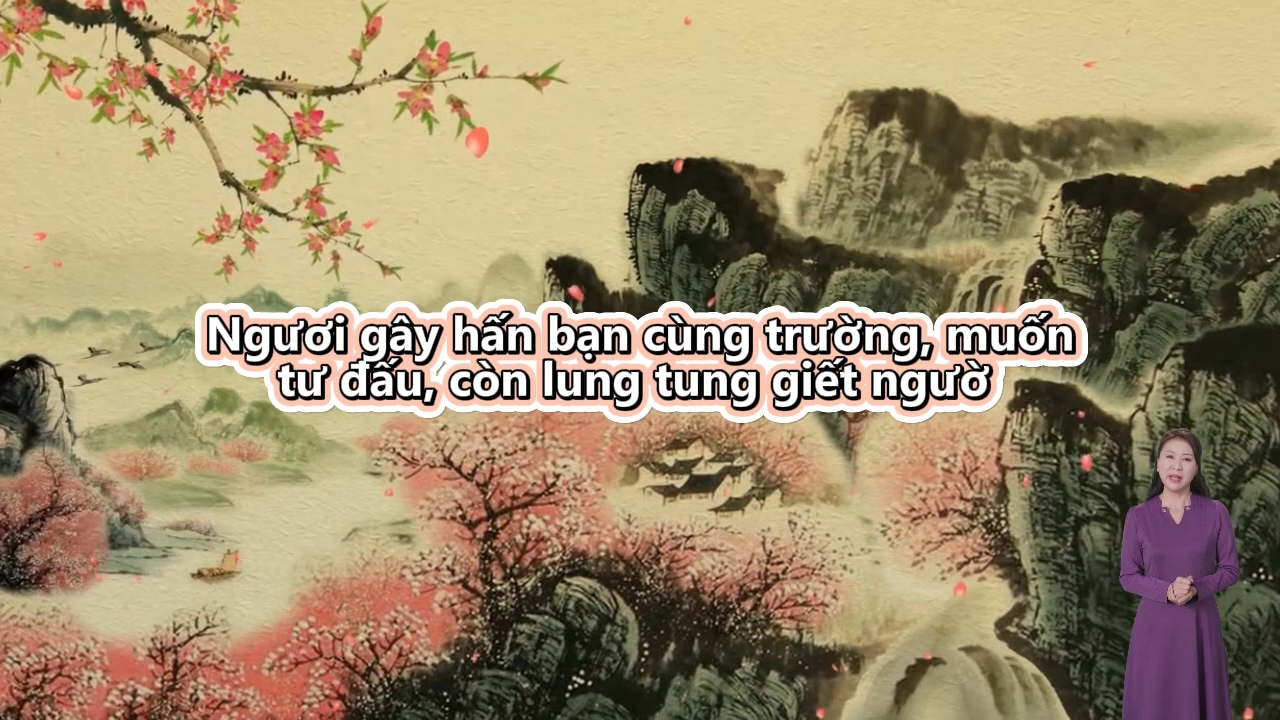 Ngươi gây hấn bạn cùng trường, muốn
tư đấu, còn lung tung giết ngườ